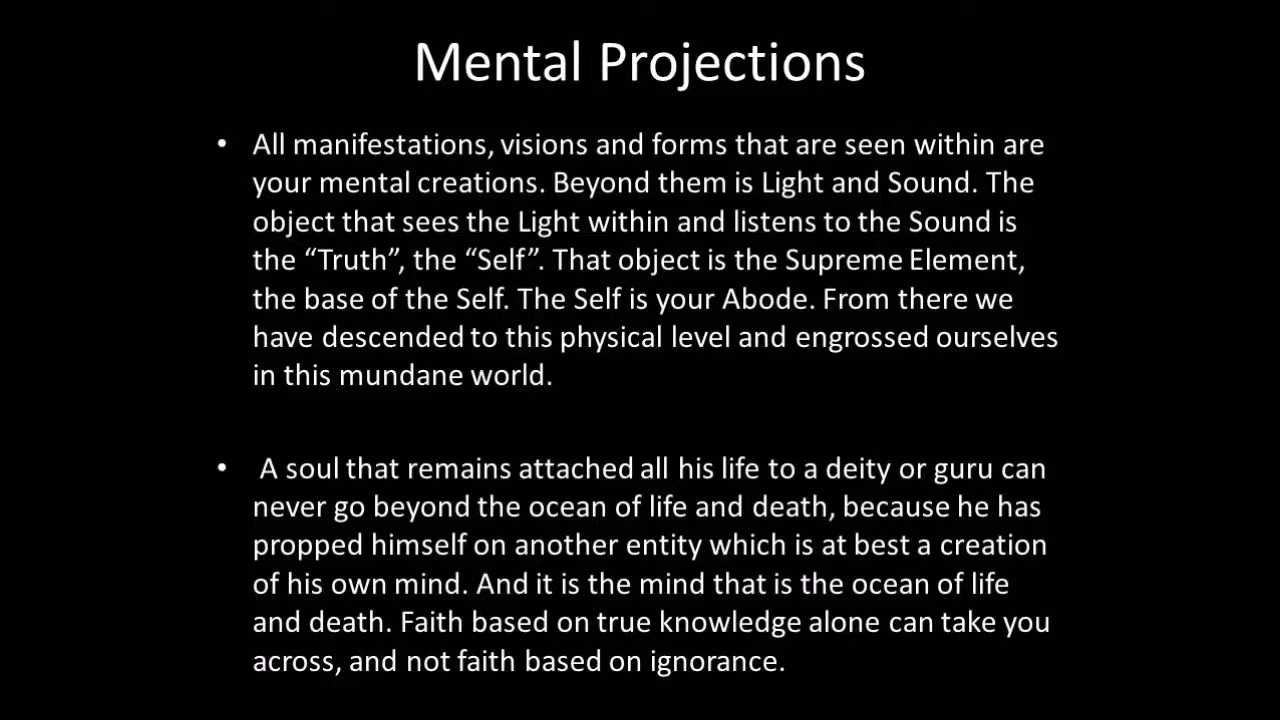 Mental Projections
• All manifestations, visions and forms that are seen within are
your mental creations. Beyond them is Light and Sound. The
object that sees the Light within and listens to the Sound is
the “Truth”, the “Self”. That object is the Supreme Element,
the base of the Self. The Self is your Abode. From there we
have descended to this physical level and engrossed ourselves
in this mundane world.
• A soul that remains attached all his life to a deity or guru can
never go beyond the ocean of life and death, because he has
propped himself on another entity which is at best a creation
of his own mind. And it is the mind that is the ocean of life
and death. Faith based on true knowledge alone can take you
across, and not faith based on ignorance.